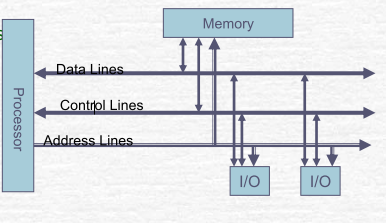 Memory
Data Lines
Control Lines
Address Lines
Processor
I/O
I/O